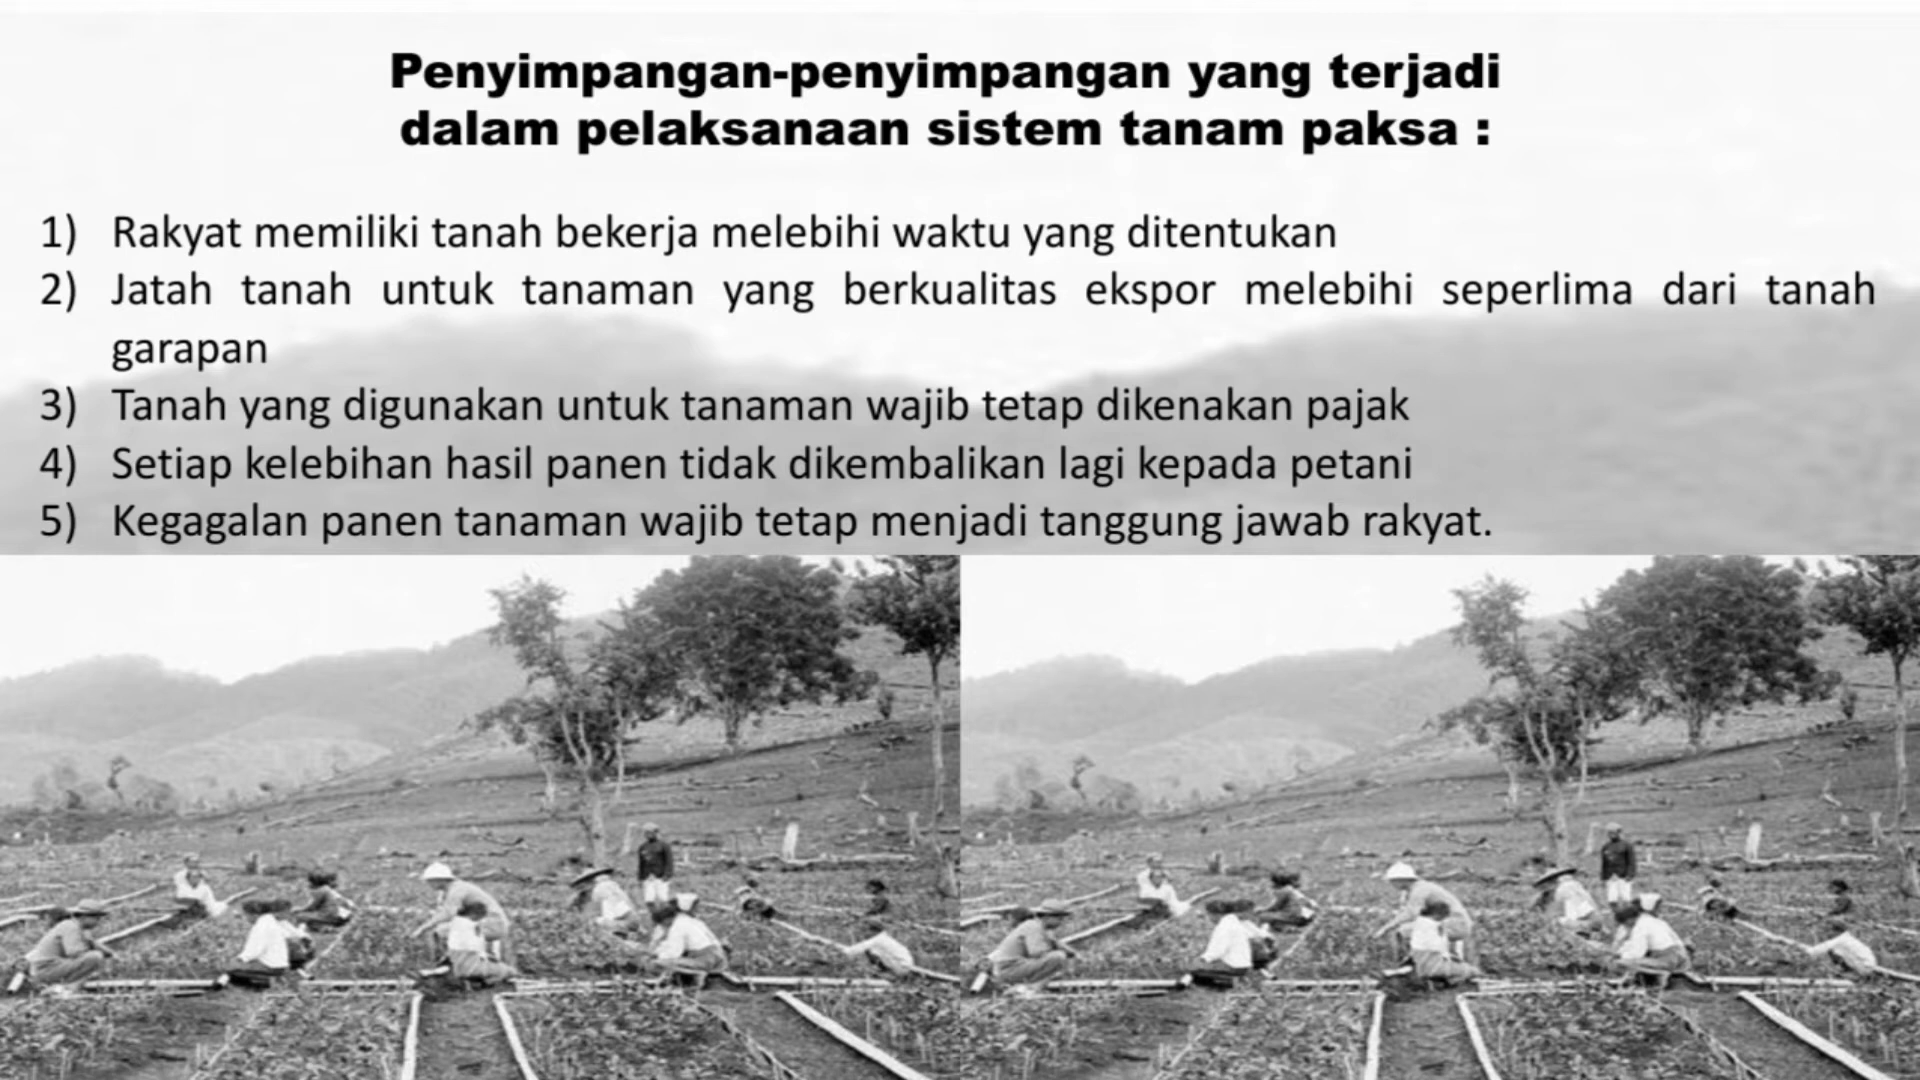 Penyimpangan-penyimpangan yang terjadi
dalam pelaksanaan sistem tanam paksa :
1) Rakyat memiliki tanah bekerja melebihi waktu yang ditentukan
2) Jatah tanah untuk tanaman yang berkualitas ekspor melebihi seperlima dari tanah
garapan
3) Tanah yang digunakan untuk tanaman wajib tetap dikenakan pajak
4) Setiap kelebihan hasil panen tidak dikembalikan lagi kepada petani
5) Kegagalan panen tanaman wajib tetap menjadi tanggung jawab rakyat.